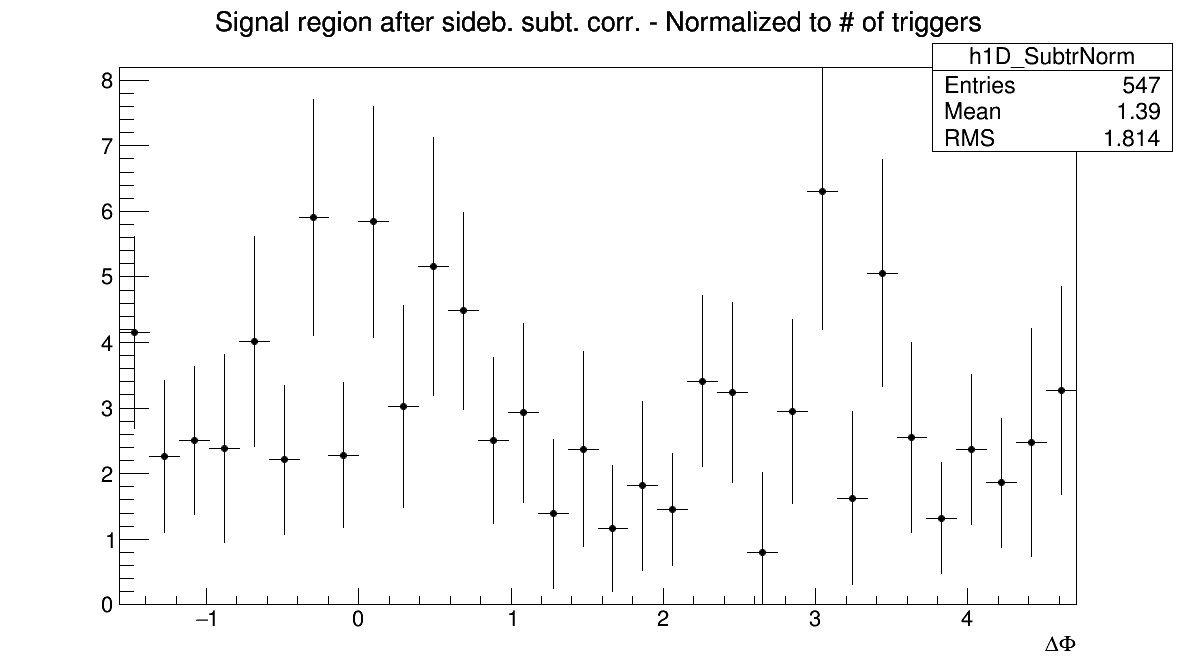 Signal region after sideb. subt. corr. - Normalized to # of triggers
h1D_SubtrNorm
Entries 547
Mean 1.39
RMS 1.814
8
7
6
5
4
3
2
1
0
−1 0 1 2 3 4
ΔΦ